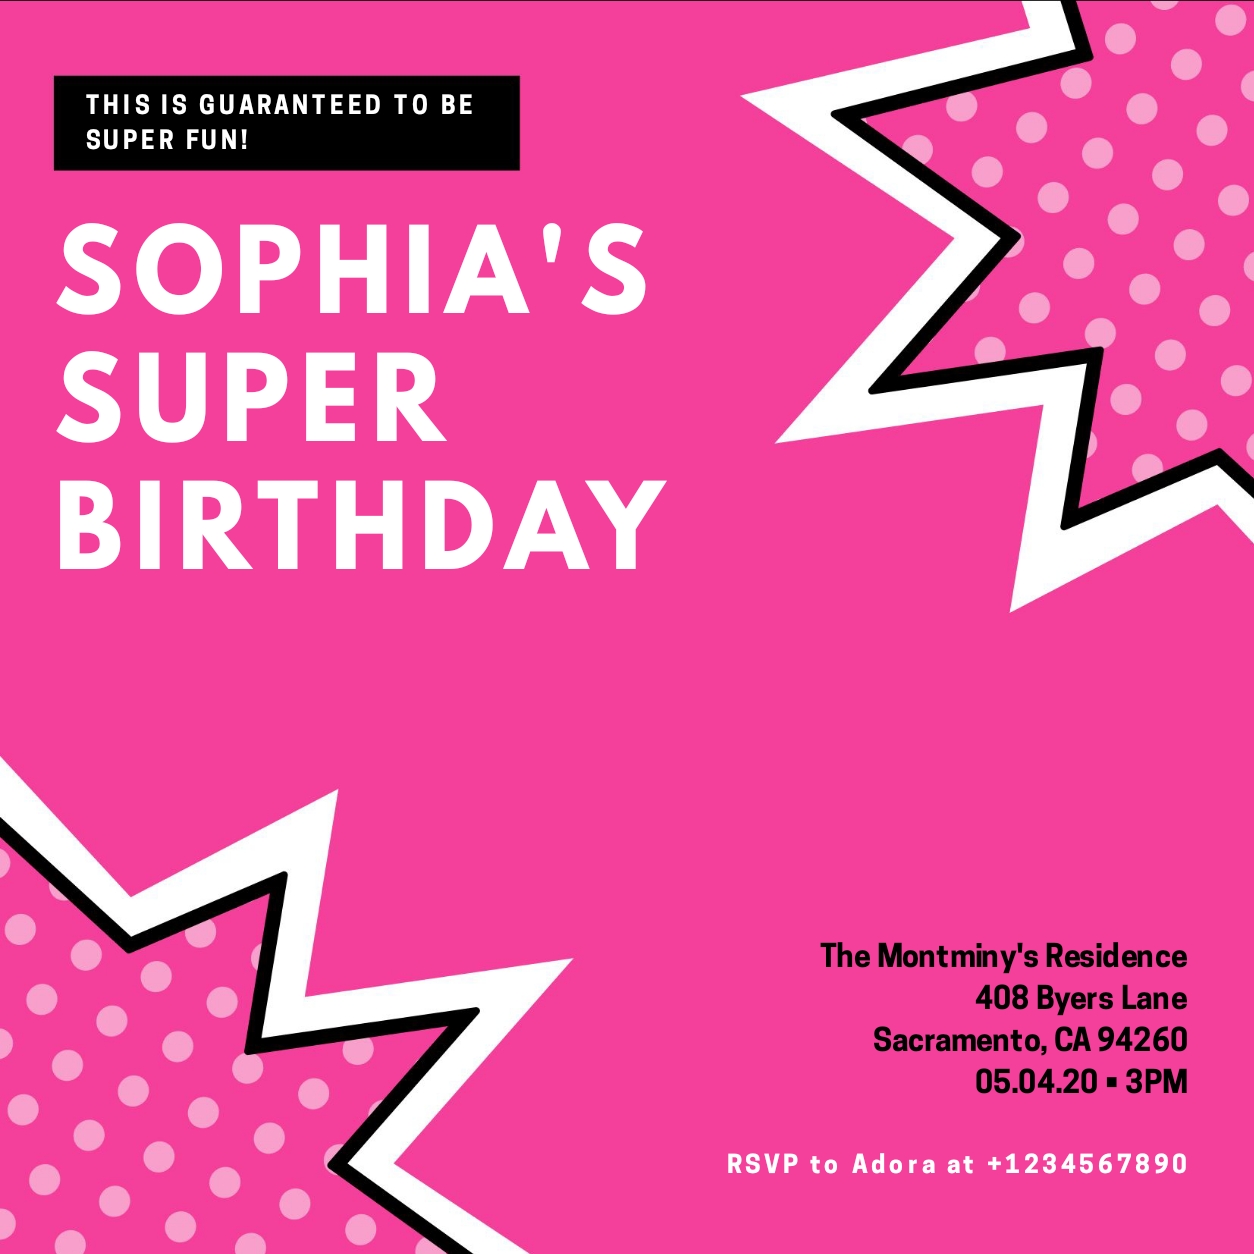 THIS IS GUARANTEED TO BE
SUPER FUN!
SOPHIA'S
SUPER
BIRTHDAY
The Montminy's Residence
408 Byers Lane
Sacramento, CA 94260
05.04.20 ▪ 3PM
RSVP to Adora at +1234567890